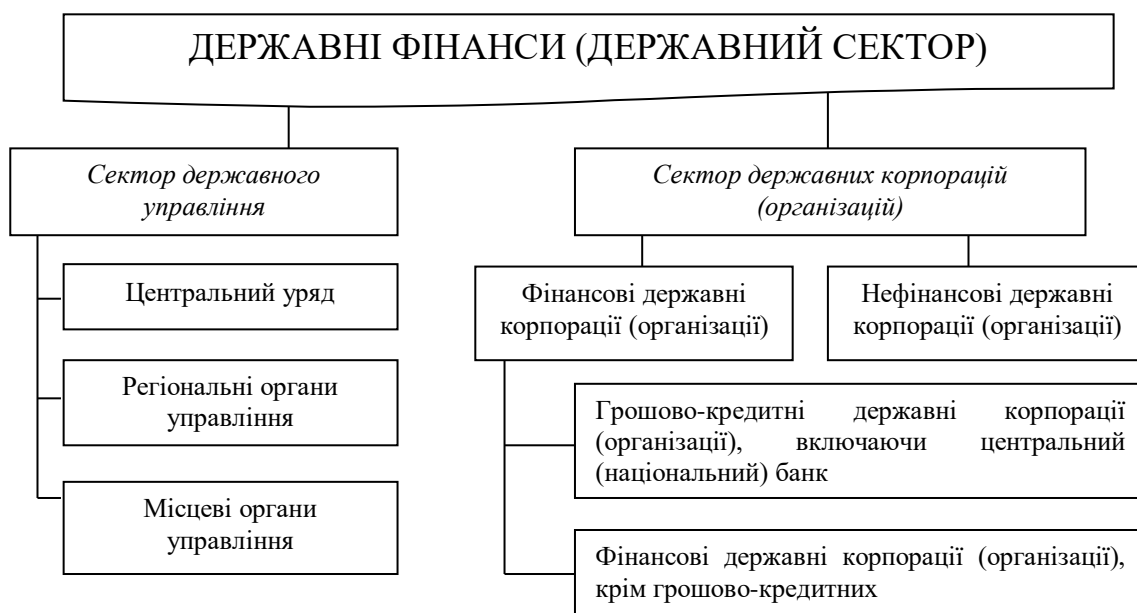 ДЕРЖАВНІ ФІНАНСИ (ДЕРЖАВНИЙ СЕКТОР)
Сектор державного
управління
Сектор державних корпорацій
(організацій)
Центральний уряд
Регіональні органи
управління
Місцеві органи
управління
Фінансові державні
корпорації (організації)
Нефінансові державні
корпорації (організації)
Грошово-кредитні державні корпорації
(організації), включаючи центральний
(національний) банк
Фінансові державні корпорації (організації),
крім грошово-кредитних